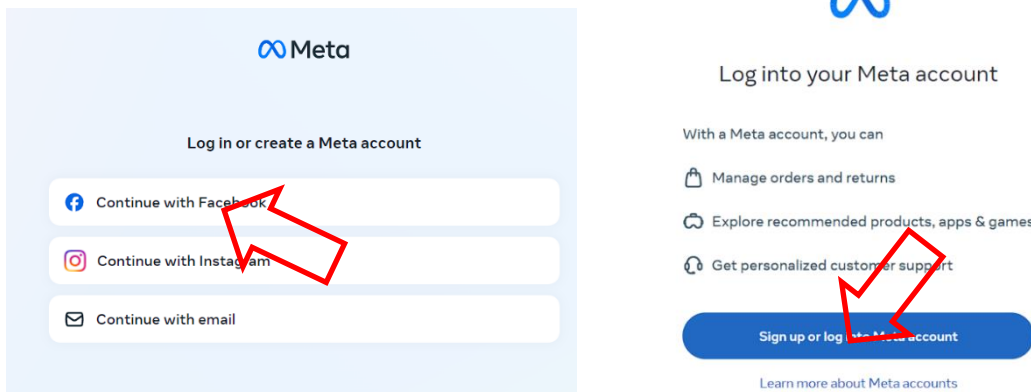 Meta
Log in or create a Meta account
Continue with Facebook
Continue with Instagram
Continue with email
Log into your Meta account
With a Meta account, you can
Manage orders and returns
Explore recommended products, apps & games
Get personalized customer support
Sign up or log into Meta account
Learn more about Meta accounts